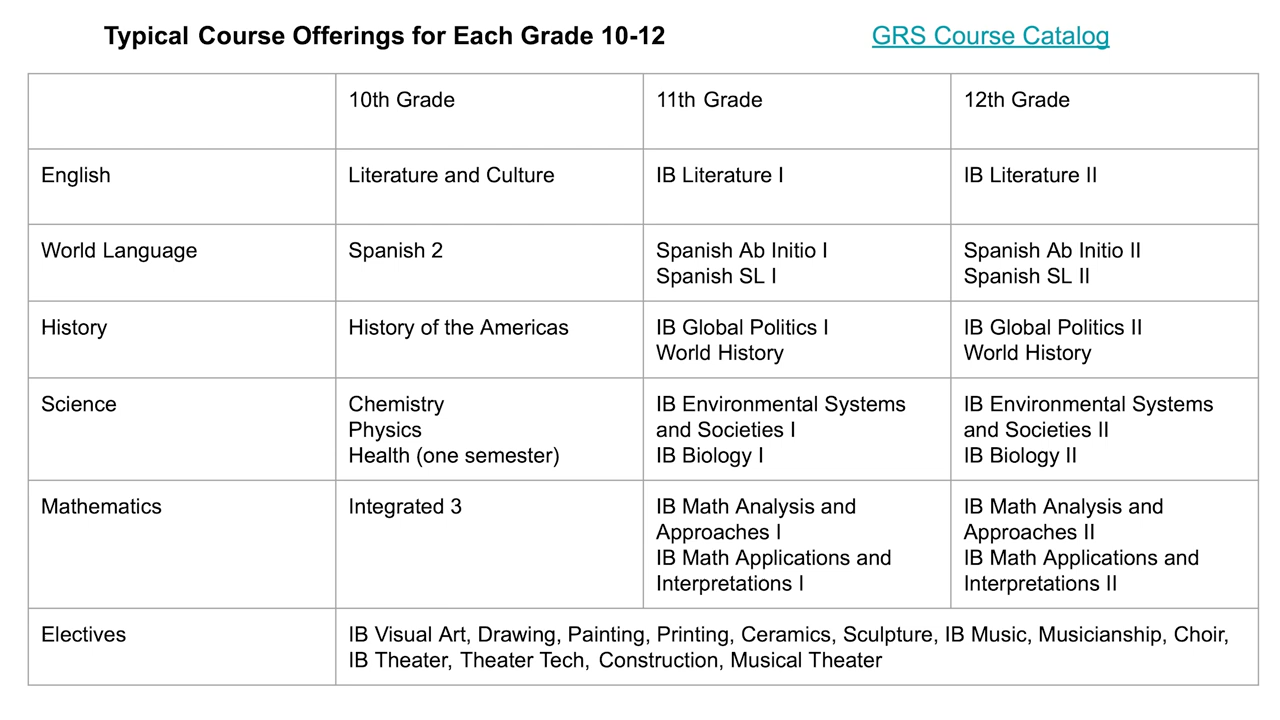 Typical Course Offerings for Each Grade 10-12
GRS Course Catalog
10th Grade
11th Grade
12th Grade
English
Literature and Culture
IB Literature I
IB Literature II
World Language
Spanish 2
Spanish Ab Initio I
Spanish SL I
Spanish Ab Initio II
Spanish SL II
History
History of the Americas
IB Global Politics I
World History
IB Global Politics II
World History
Science
Chemistry
Physics
Health (one semester)
IB Environmental Systems
and Societies I
IB Biology I
IB Environmental Systems
and Societies II
IB Biology II
Mathematics
Integrated 3
IB Math Analysis and
Approaches I
IB Math Applications and
Interpretations I
IB Math Analysis and
Approaches II
IB Math Applications and
Interpretations II
Electives
IB Visual Art, Drawing, Painting, Printing, Ceramics, Sculpture, IB Music, Musicianship, Choir,
IB Theater, Theater Tech, Construction, Musical Theater